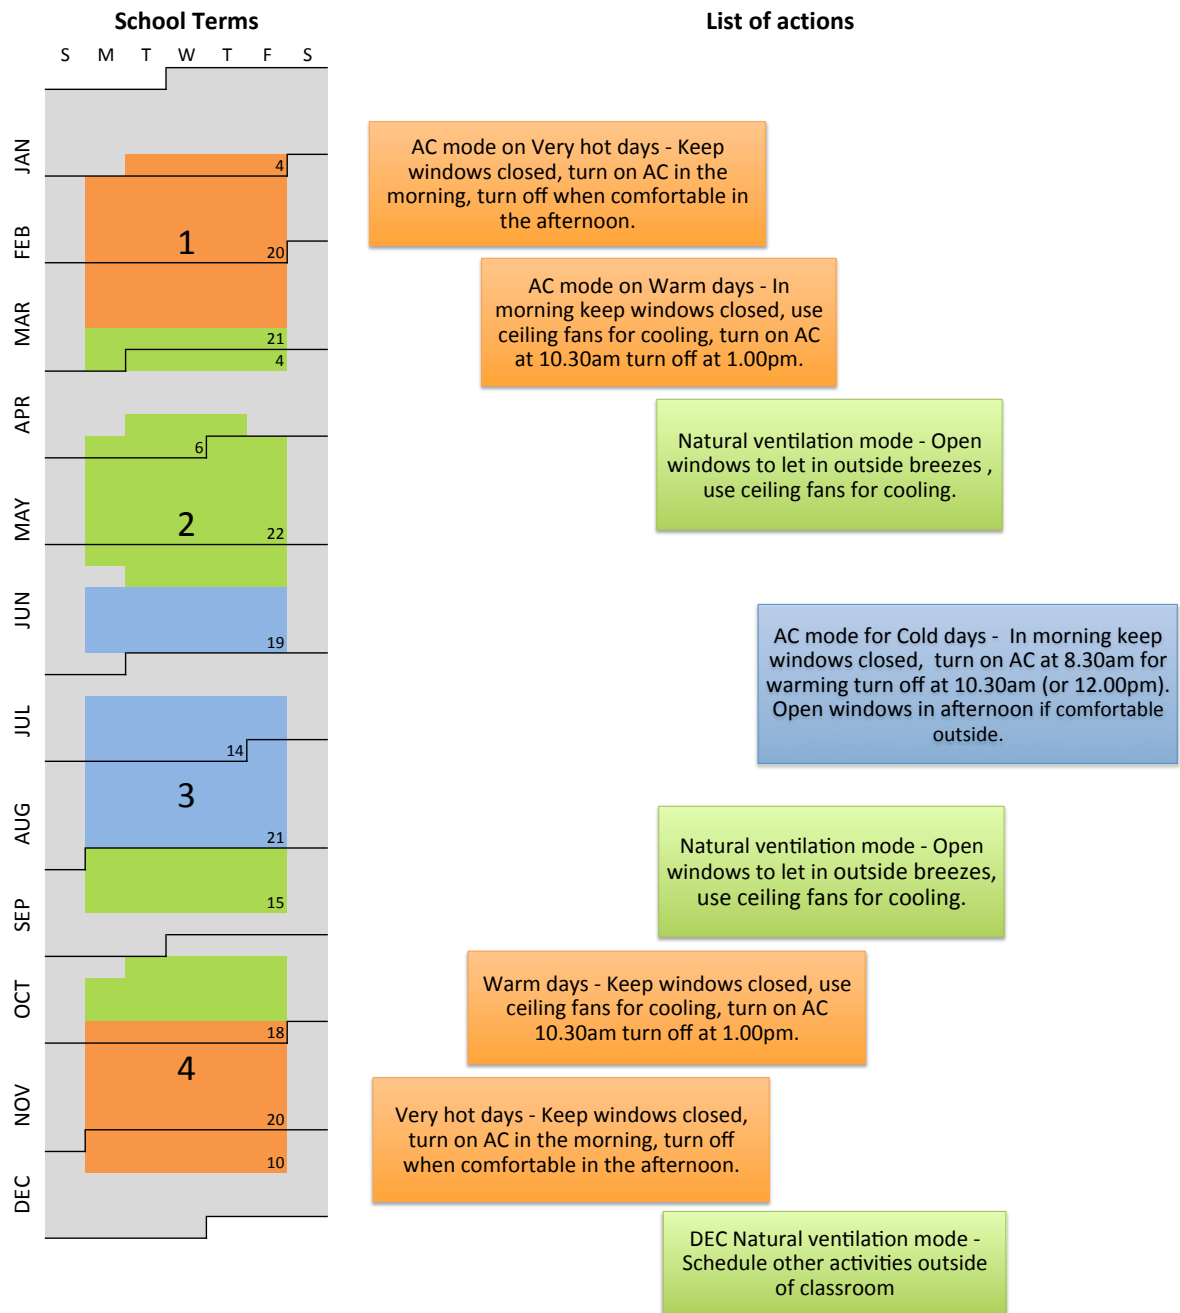 School Terms
S M T W T F S
JAN
4
FEB
1
20
MAR
21
4
APR
6
MAY
2
22
JUN
19
JUL
14
AUG
3
21
SEP
15
OCT
18
NOV
4
20
10
DEC
List of actions
AC mode on Very hot days - Keep
windows closed, turn on AC in the
morning, turn off when comfortable in
the afternoon.
AC mode on Warm days - In
morning keep windows closed, use
ceiling fans for cooling, turn on AC
at 10.30am turn off at 1.00pm.
Natural ventilation mode - Open
windows to let in outside breezes ,
use ceiling fans for cooling.
AC mode for Cold days - In morning keep
windows closed, turn on AC at 8.30am for
warming turn off at 10.30am (or 12.00pm).
Open windows in afternoon if comfortable
outside.
Natural ventilation mode - Open
windows to let in outside breezes,
use ceiling fans for cooling.
Warm days - Keep windows closed, use
ceiling fans for cooling, turn on AC
10.30am turn off at 1.00pm.
Very hot days - Keep windows closed,
turn on AC in the morning, turn off
when comfortable in the afternoon.
DEC Natural ventilation mode -
Schedule other activities outside
of classroom